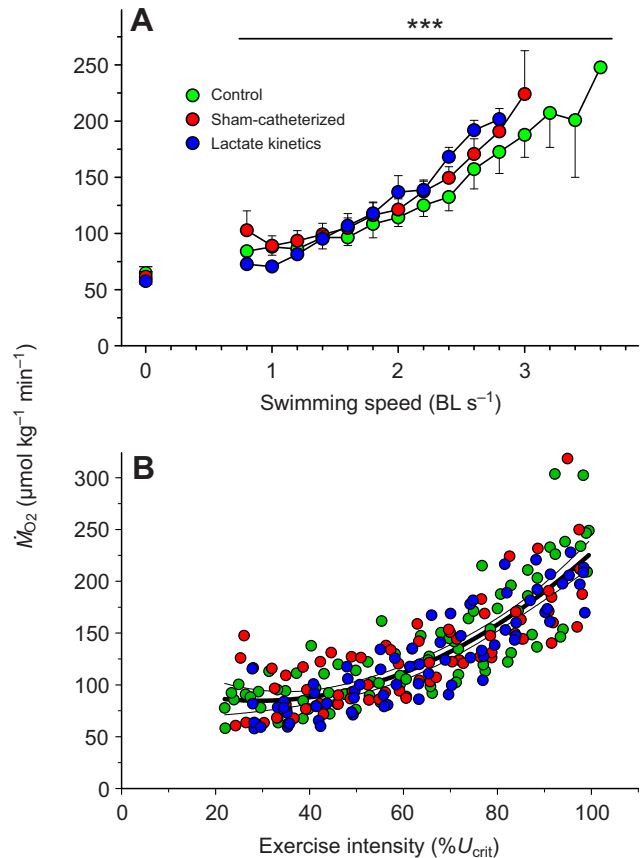 A
***
250
200
150
100
50
0
Control
Sham-catheterized
Lactate kinetics
0 1 2 3
Swimming speed (BL s−1)
ṀO2 (µmol kg−1 min−1)
B
300
250
200
150
100
50
0
0 20 40 60 80 100
Exercise intensity (%Ucrit)